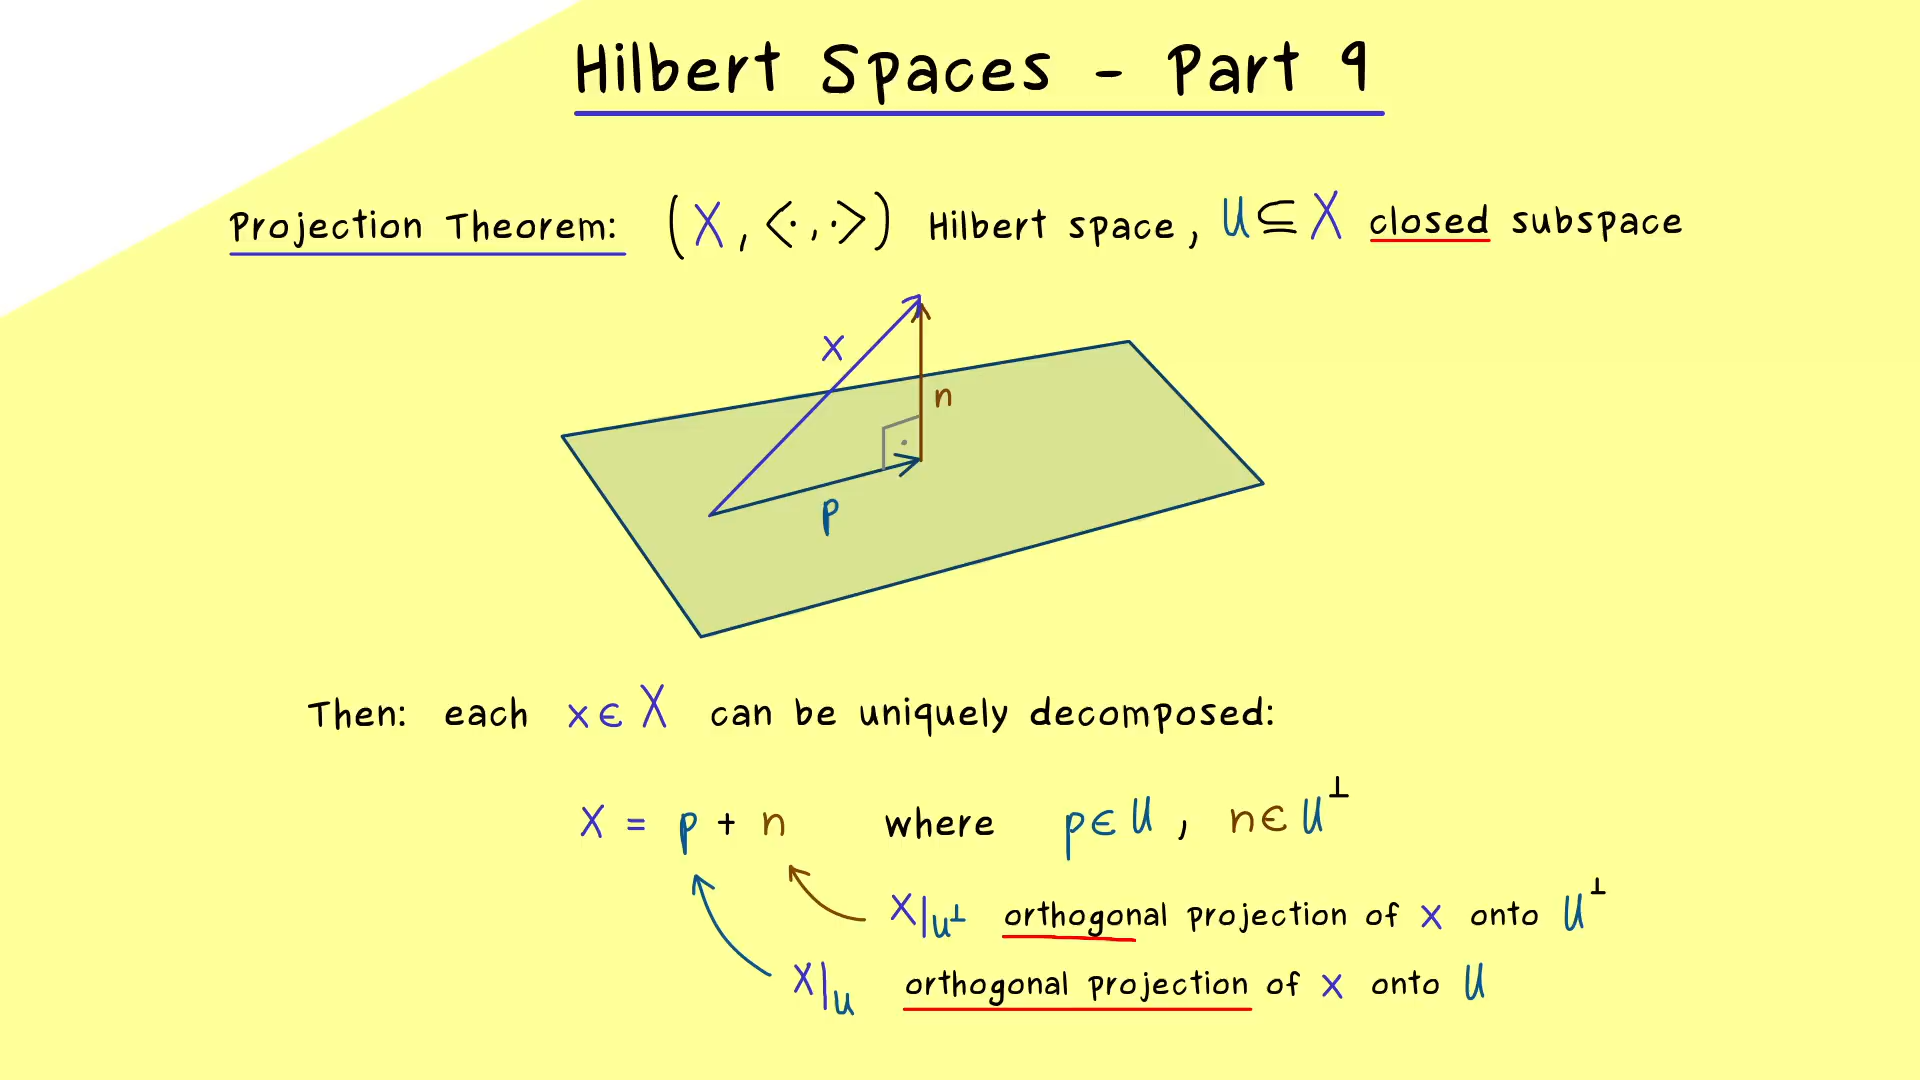 Hilbert Spaces - Part 9
Projection Theorem: (X, <·,·>) Hilbert space, U ⊆ X closed subspace
x
n
p
Then: each x ∈ X can be uniquely decomposed:
x = p + n where p ∈ U, n ∈ U⊥
x|U⊥ orthogonal projection of x onto U⊥
x|U orthogonal projection of x onto U